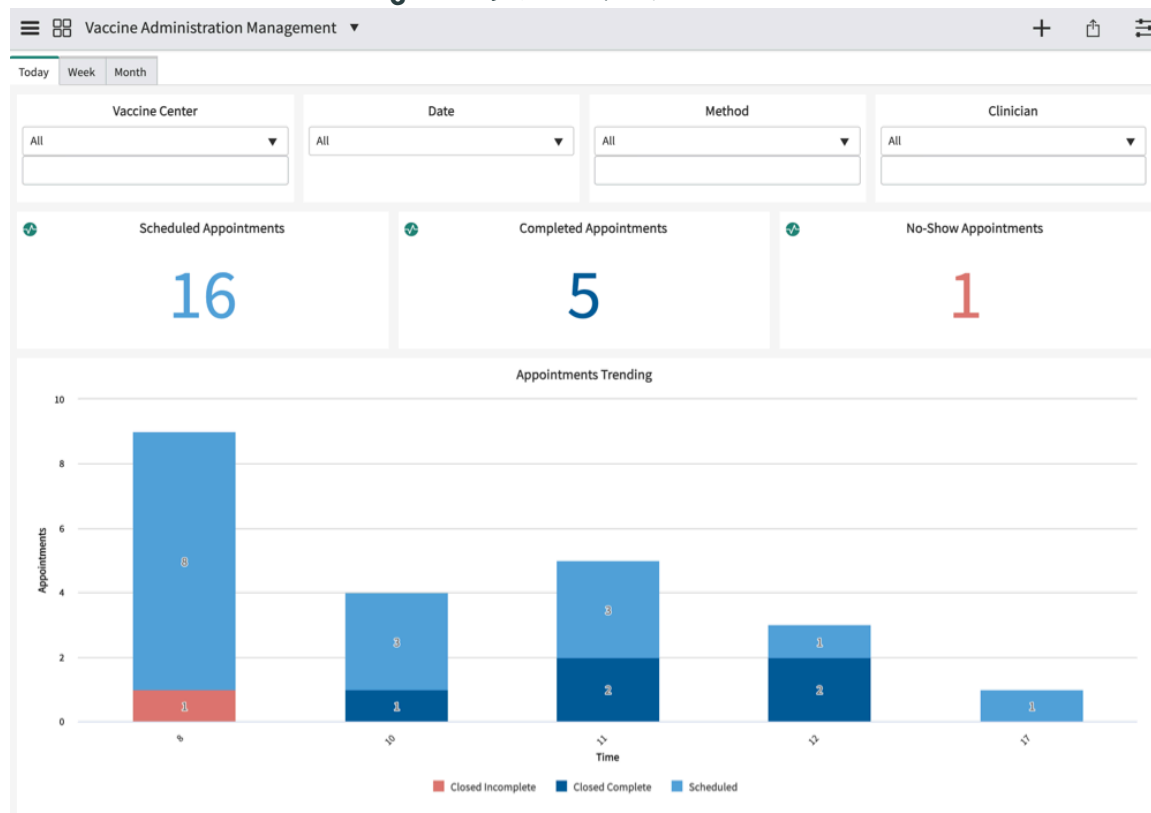 Vaccine Administration Management ▼
Today Week Month
Vaccine Center Date Method Clinician
All ▼ All ▼ All ▼ All ▼
Scheduled Appointments Completed Appointments No-Show Appointments
16 5 1
Appointments Trending
10
8
6
4
2
0
Appointments
8 3 3 1
1 1 2 2 1
8 10 11 12 17
Time
Closed Incomplete Closed Complete Scheduled